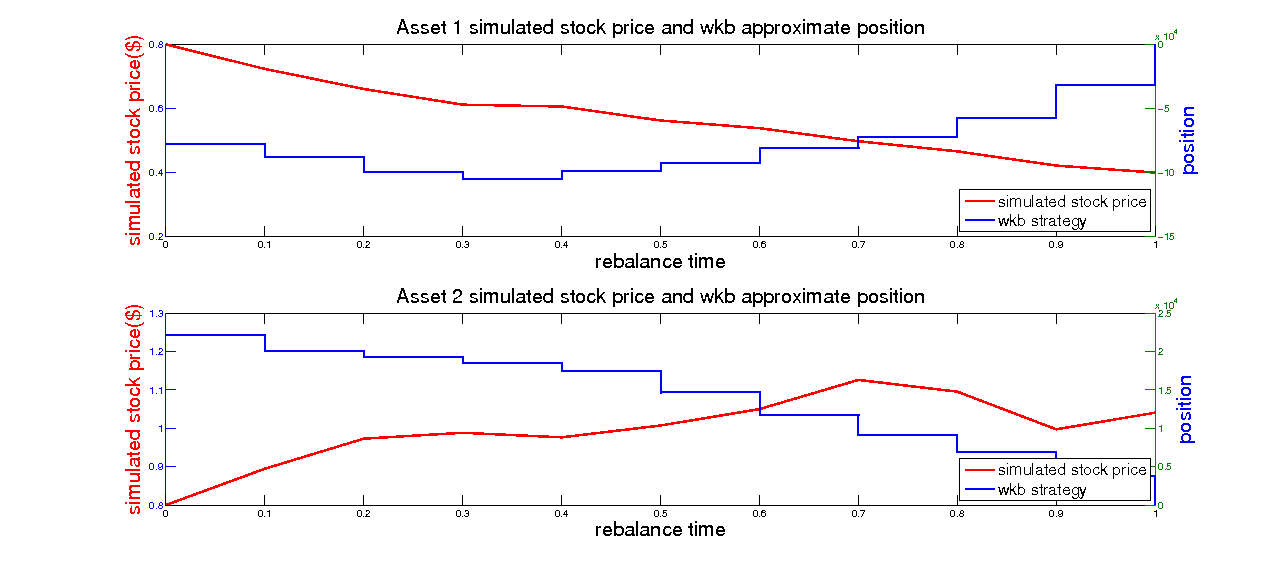 Asset 1 simulated stock price and wkb approximate position
x 10^4
simulated stock price($)
0.8
0.6
0.4
0.2
0
-5
-10
-15
position
simulated stock price
wkb strategy
0 0.1 0.2 0.3 0.4 0.5 0.6 0.7 0.8 0.9 1
rebalance time
Asset 2 simulated stock price and wkb approximate position
x 10^4
simulated stock price($)
1.3
1.2
1.1
1
0.9
0.8
2.5
2
1.5
1
0.5
0
position
simulated stock price
wkb strategy
0 0.1 0.2 0.3 0.4 0.5 0.6 0.7 0.8 0.9 1
rebalance time